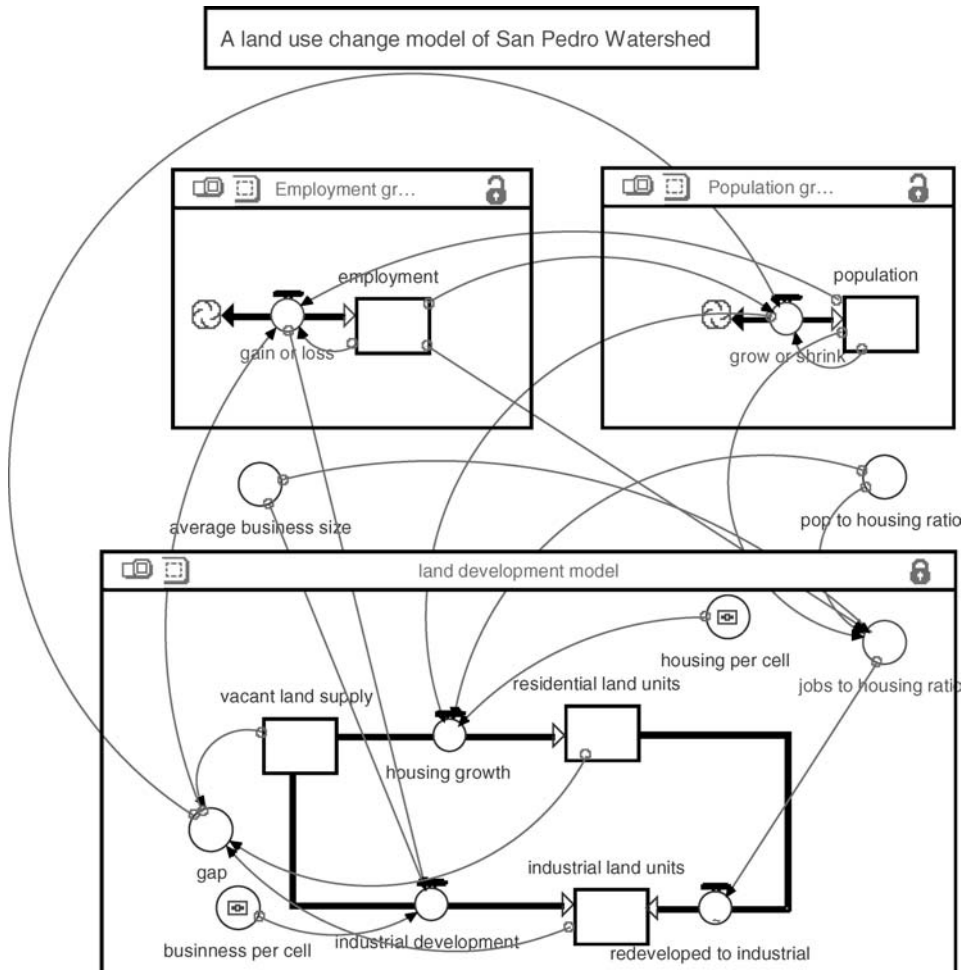 A land use change model of San Pedro Watershed
Employment gr...
Population gr...
employment
population
gain or loss
grow or shrink
average business size
pop to housing ratio
land development model
housing per cell
residential land units
vacant land supply
jobs to housing ratio
housing growth
industrial land units
gap
businness per cell
industrial development
redeveloped to industrial